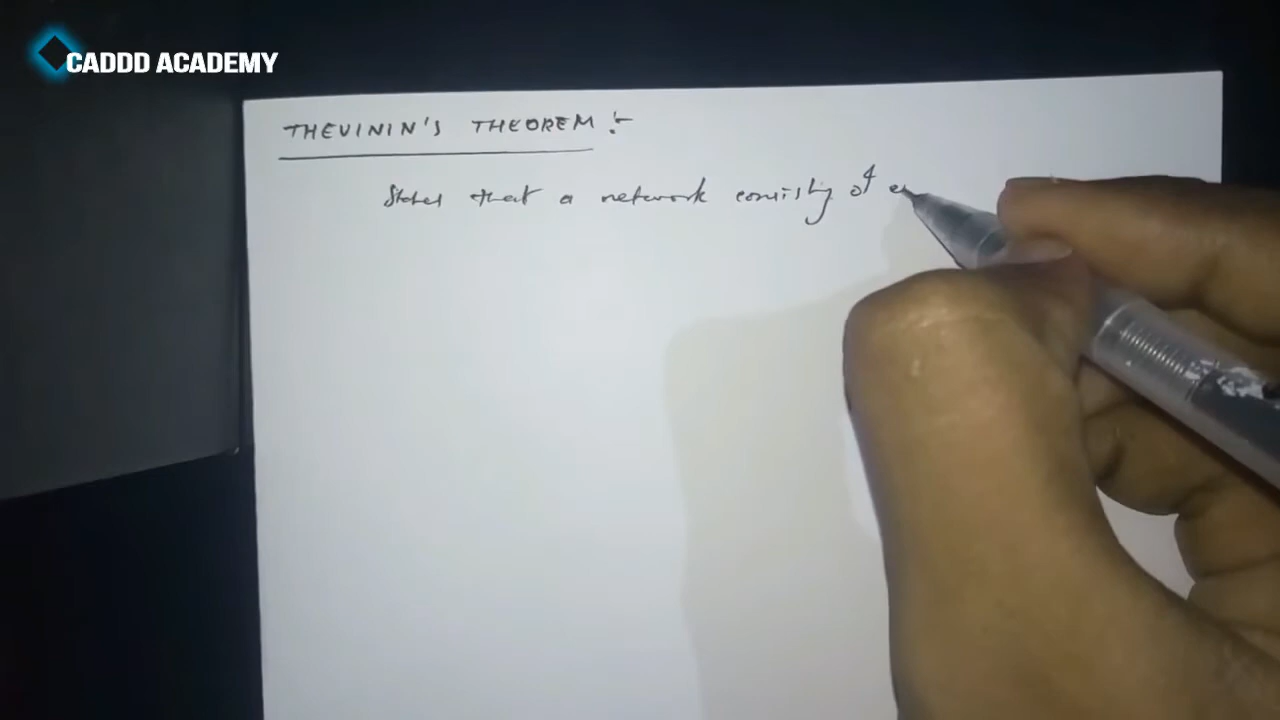 CADDD ACADEMY
THEVININ'S THEOREM :-
States that a network consisting of